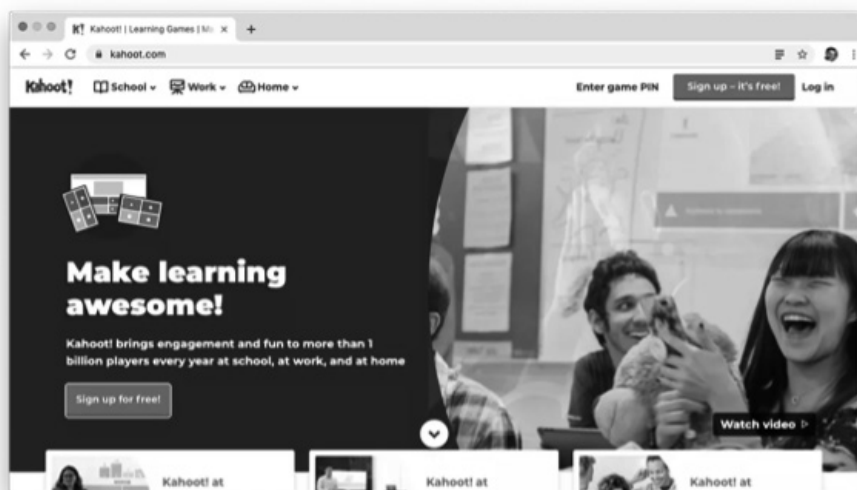 Kahoot! | Learning Games | Ma
kahoot.com
Kahoot! School Work Home Enter game PIN Sign up – it's free! Log in
Make learning
awesome!
Kahoot! brings engagement and fun to more than 1
billion players every year at school, at work, and at home
Sign up for free!
Watch video
Kahoot! at Kahoot! at Kahoot! at